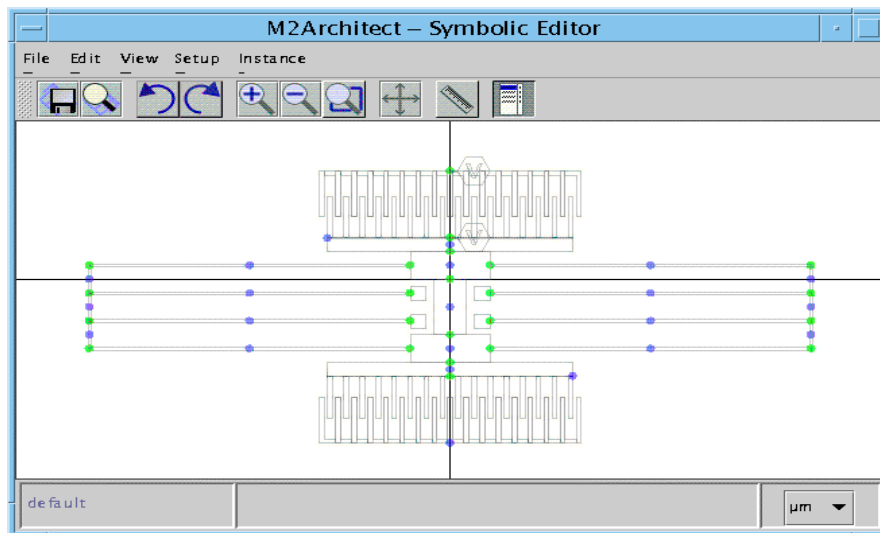 M2Architect – Symbolic Editor
File Edit View Setup Instance
V
V
default
µm